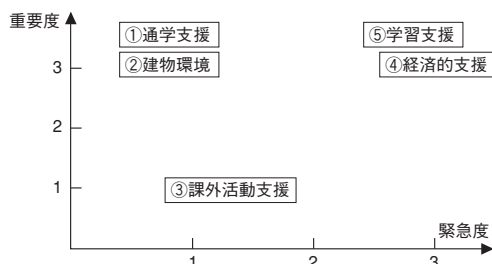 重要度
①通学支援
⑤学習支援
3
②建物環境
④経済的支援
2
1
③課外活動支援
緊急度
1
2
3